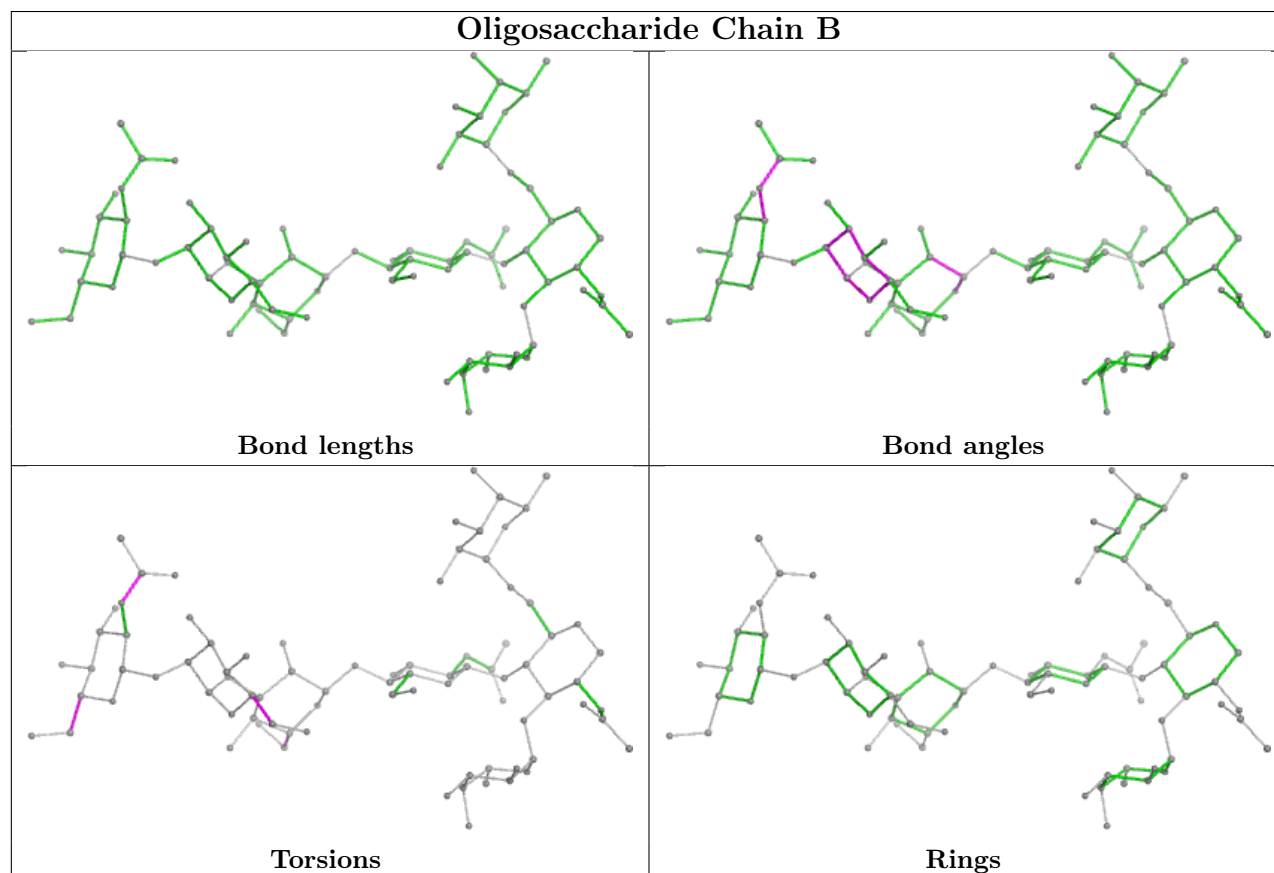 Oligosaccharide Chain B
Bond lengths
Bond angles
Torsions
Rings